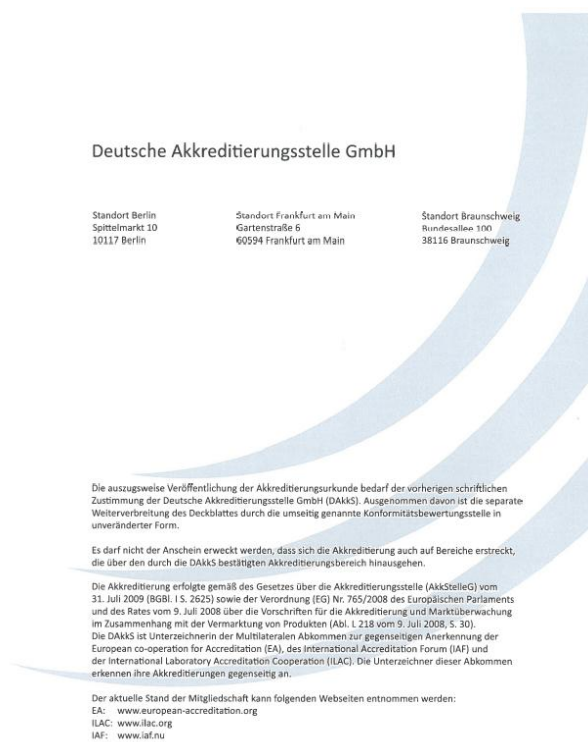 Deutsche Akkreditierungsstelle GmbH
Standort Berlin
Spittelmarkt 10
10117 Berlin
Standort Frankfurt am Main
Gartenstraße 6
60594 Frankfurt am Main
Standort Braunschweig
Bundesallee 100
38116 Braunschweig
Die auszugsweise Veröffentlichung der Akkreditierungsurkunde bedarf der vorherigen schriftlichen
Zustimmung der Deutsche Akkreditierungsstelle GmbH (DAkkS). Ausgenommen davon ist die separate
Weiterverbreitung des Deckblattes durch die umseitig genannte Konformitätsbewertungsstelle in
unveränderter Form.
Es darf nicht der Anschein erweckt werden, dass sich die Akkreditierung auch auf Bereiche erstreckt,
die über den durch die DAkkS bestätigten Akkreditierungsbereich hinausgehen.
Die Akkreditierung erfolgte gemäß des Gesetzes über die Akkreditierungsstelle (AkkStelleG) vom
31. Juli 2009 (BGBl. I S. 2625) sowie der Verordnung (EG) Nr. 765/2008 des Europäischen Parlaments
und des Rates vom 9. Juli 2008 über die Vorschriften für die Akkreditierung und Marktüberwachung
im Zusammenhang mit der Vermarktung von Produkten (Abl. L 218 vom 9. Juli 2008, S. 30).
Die DAkkS ist Unterzeichnerin der Multilateralen Abkommen zur gegenseitigen Anerkennung der
European co-operation for Accreditation (EA), des International Accreditation Forum (IAF) und
der International Laboratory Accreditation Cooperation (ILAC). Die Unterzeichner dieser Abkommen
erkennen ihre Akkreditierungen gegenseitig an.
Der aktuelle Stand der Mitgliedschaft kann folgenden Webseiten entnommen werden:
EA: www.european-accreditation.org
ILAC: www.ilac.org
IAF: www.iaf.nu